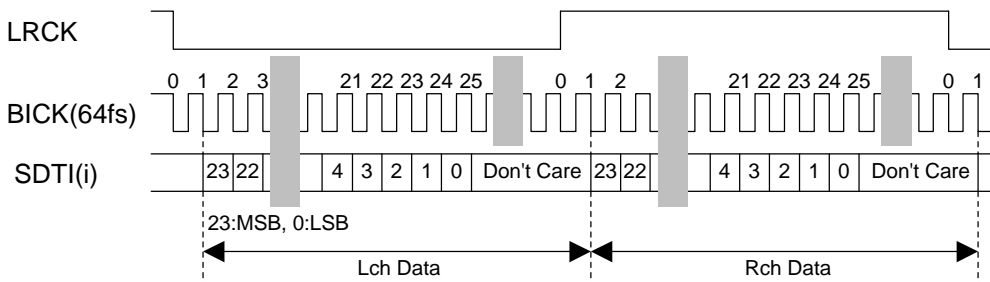 LRCK
0 1 2 3 21 22 23 24 25 0 1 2 21 22 23 24 25 0 1
BICK(64fs)
SDTI(i) 23 22 4 3 2 1 0 Don't Care 23 22 4 3 2 1 0 Don't Care
23:MSB, 0:LSB
Lch Data Rch Data